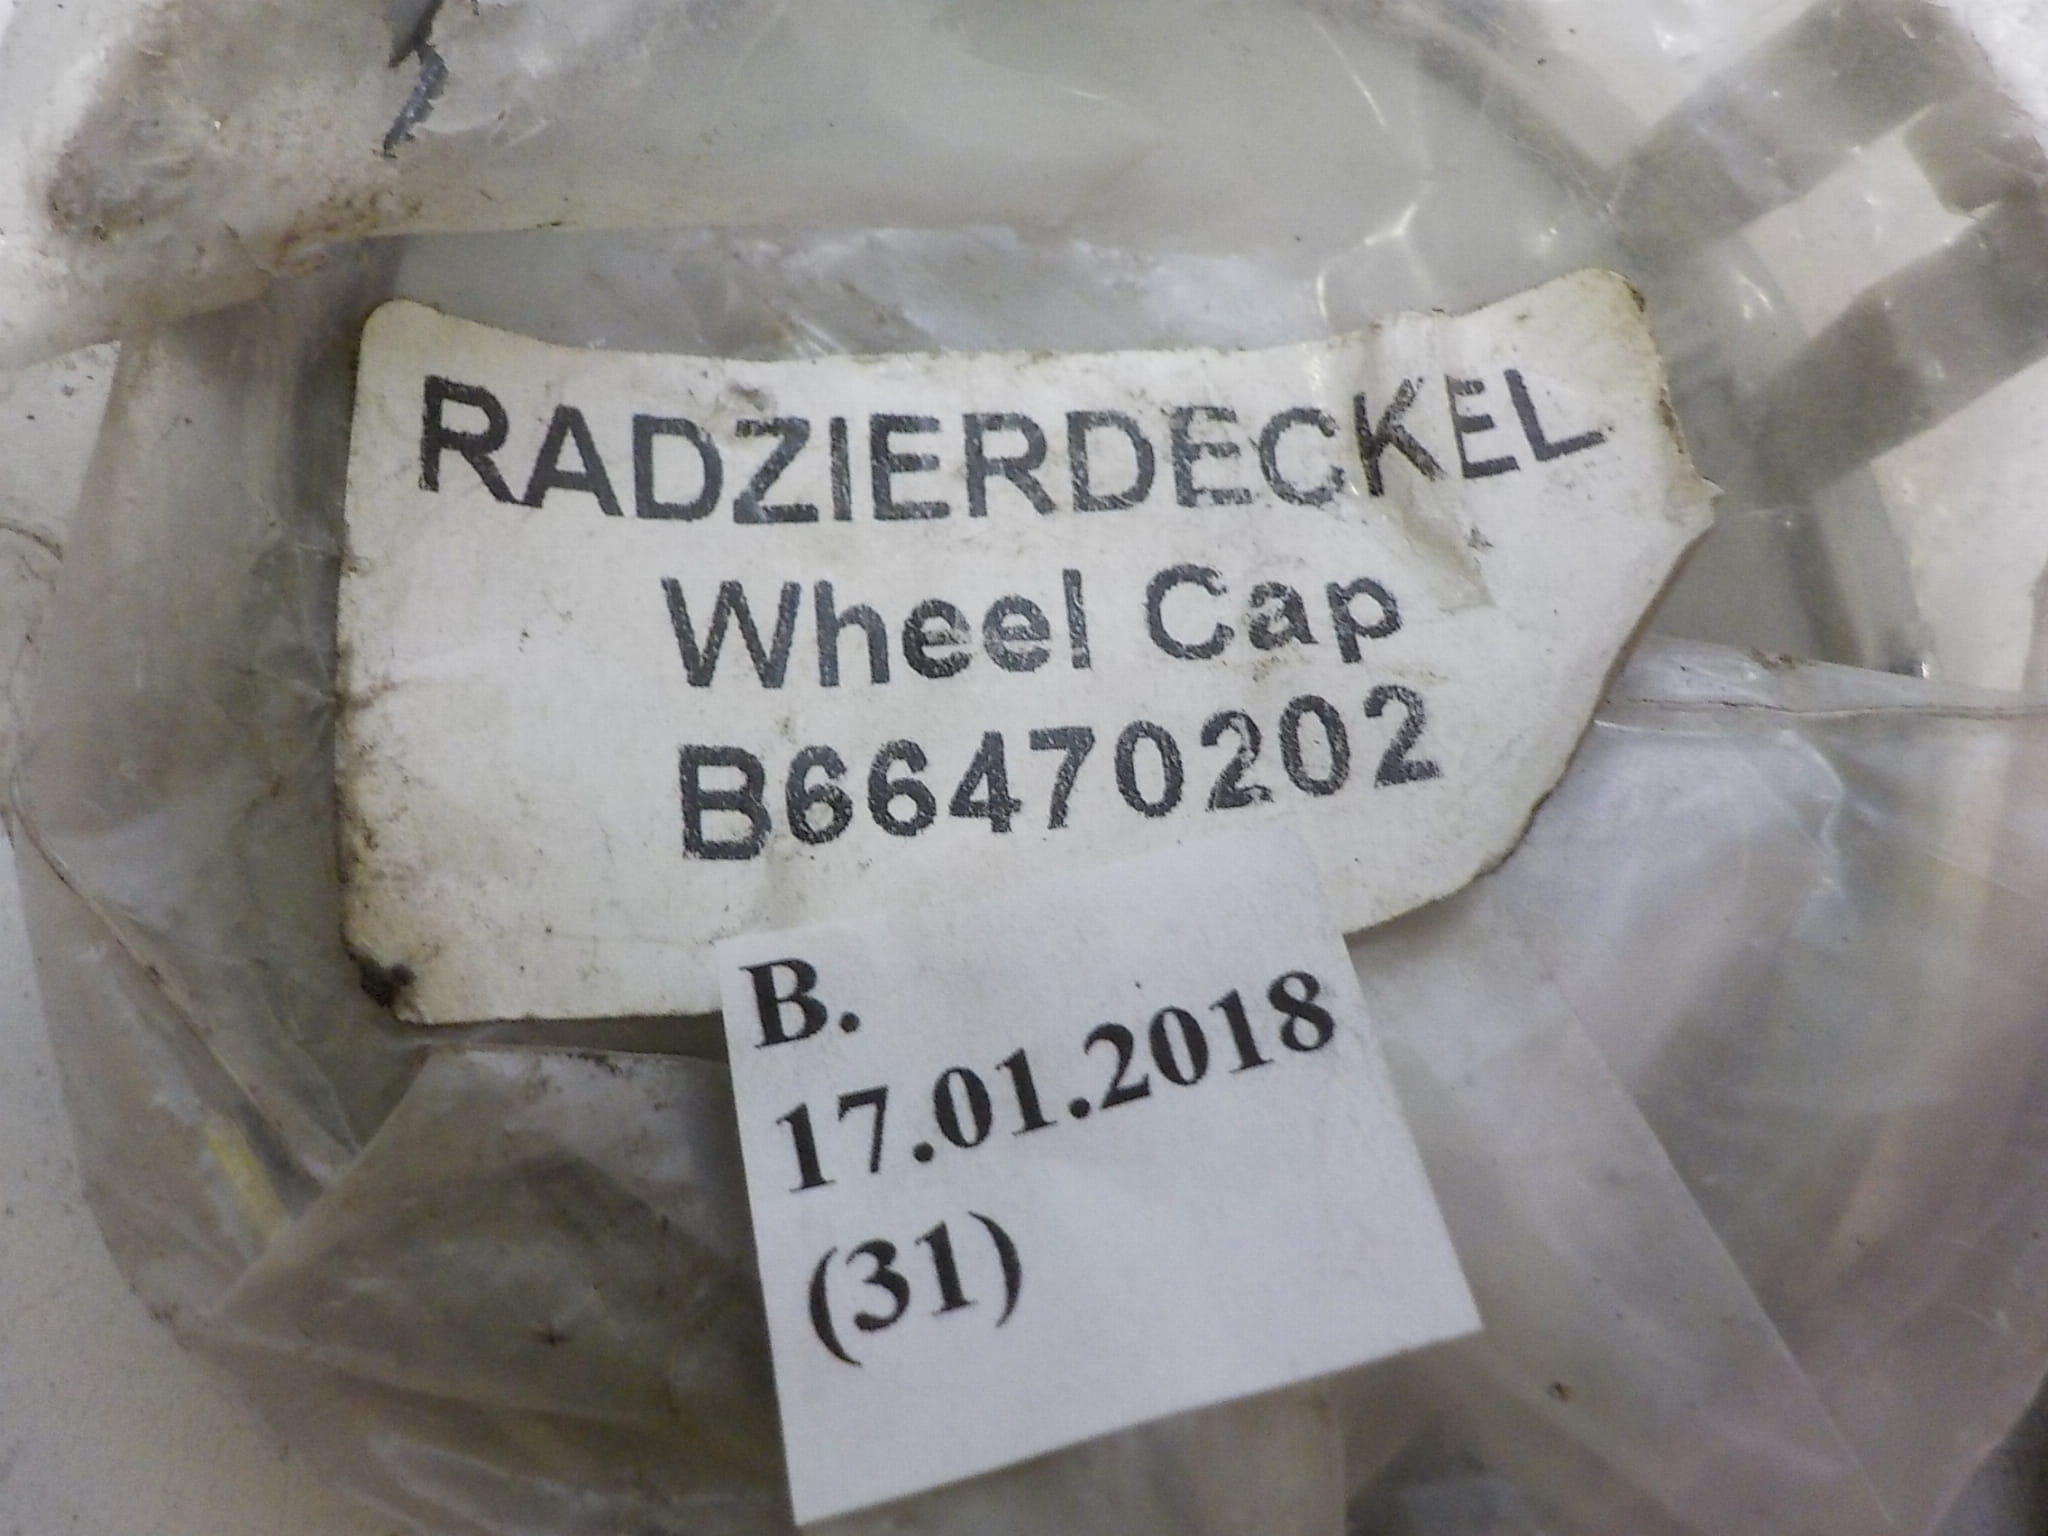 RADZIERDECKEL
Wheel Cap
B66470202
B.
17.01.2018
(31)